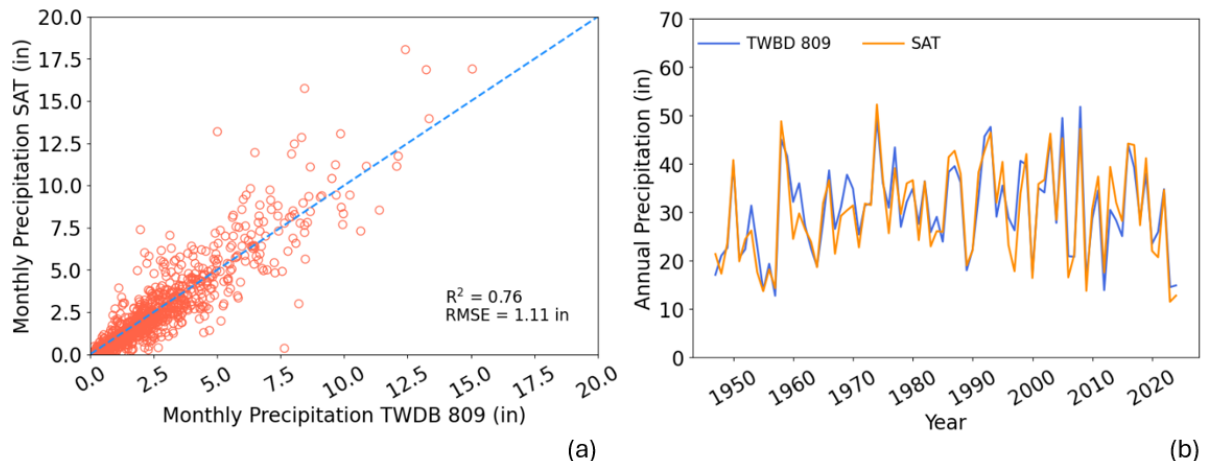 20.0
17.5
15.0
12.5
10.0
7.5
5.0
2.5
0.0
Monthly Precipitation SAT (in)
R² = 0.76
RMSE = 1.11 in
0.0 2.5 5.0 7.5 10.0 12.5 15.0 17.5 20.0
Monthly Precipitation TWDB 809 (in)
(a)
70
60
50
40
30
20
10
0
Annual Precipitation (in)
TWBD 809 SAT
1950 1960 1970 1980 1990 2000 2010 2020
Year
(b)